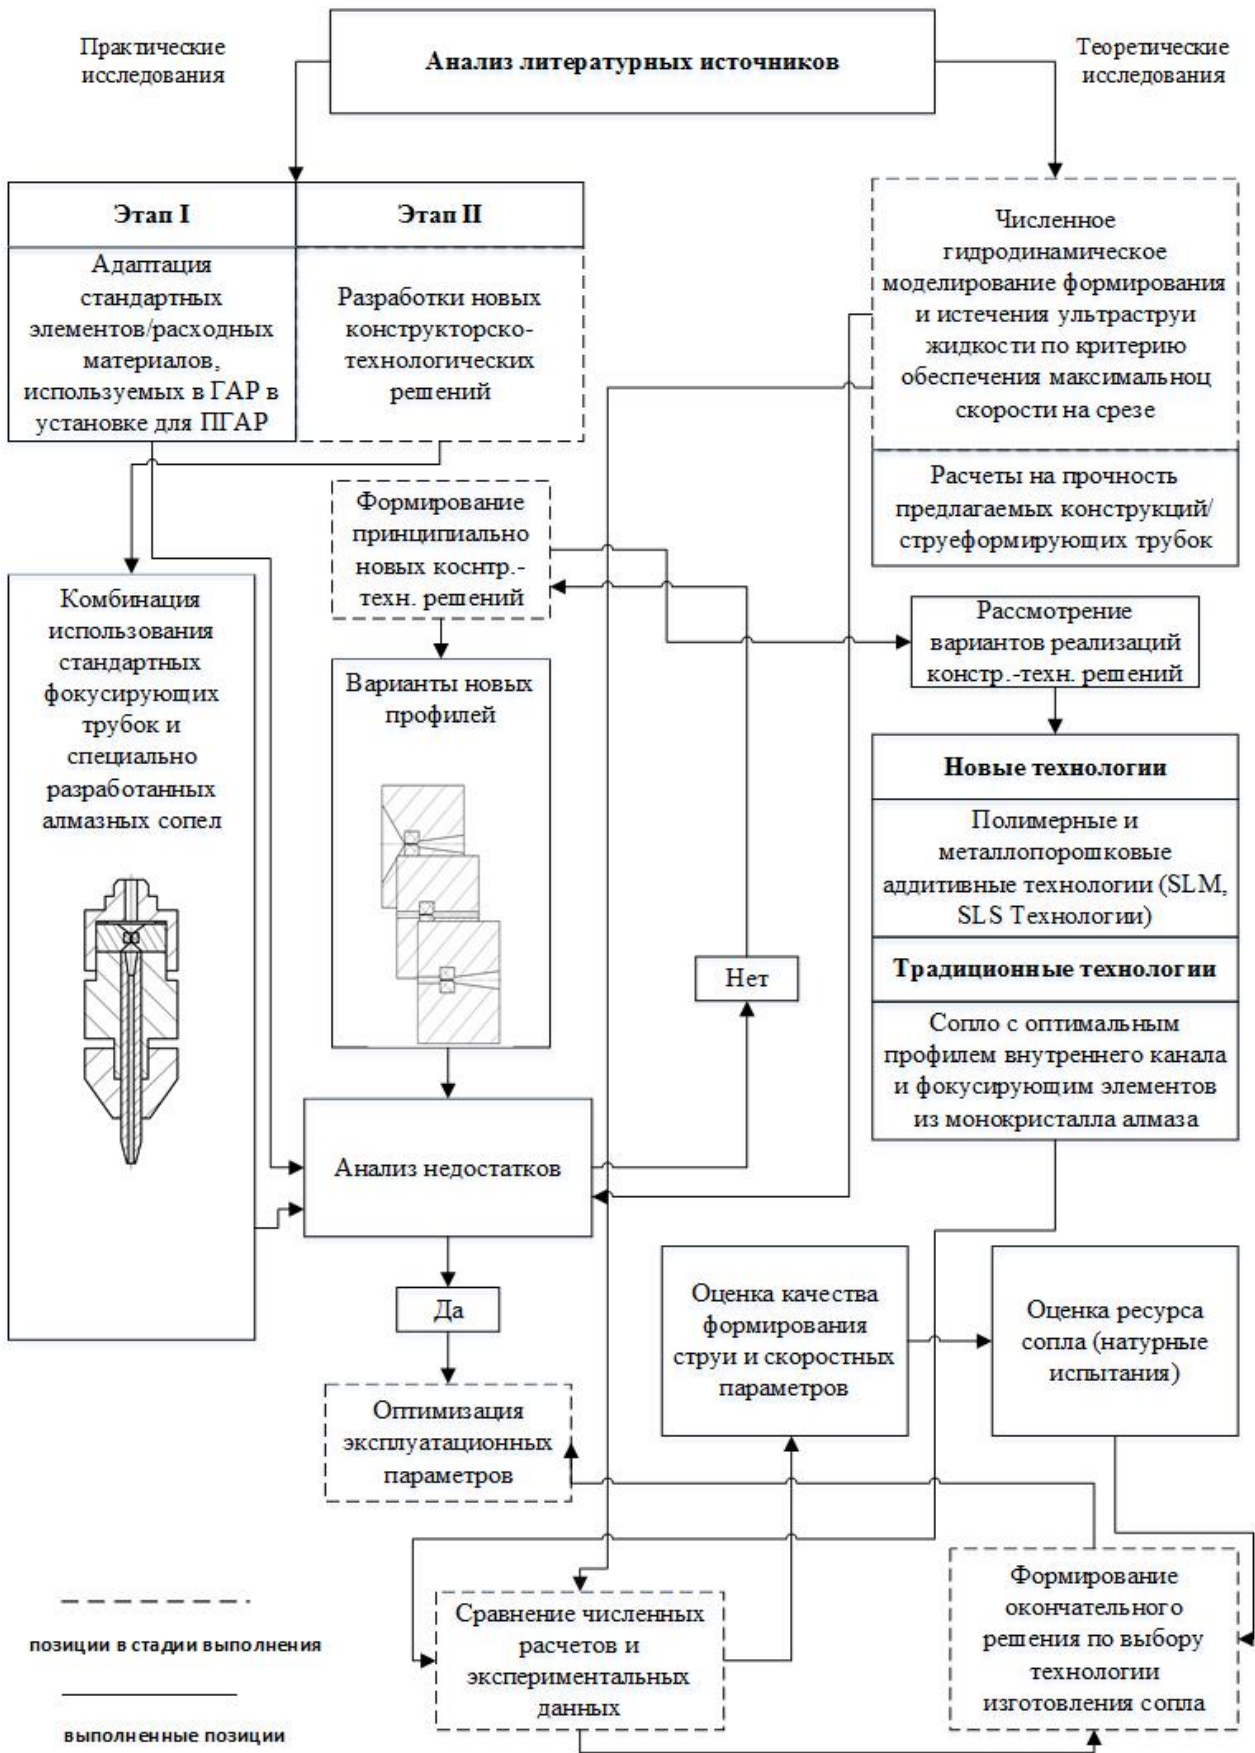 Практические
исследования
Анализ литературных источников
Теоретические
исследования
Этап I
Этап II
Адаптация
стандартных
элементов/расходных
материалов,
используемых в ГАР в
установке для ПГАР
Разработки новых
конструкторско-
технологических
решений
Численное
гидродинамическое
моделирование формирования
и истечения ультраструи
жидкости по критерию
обеспечения максимальноц
скорости на срезе
Расчеты на прочность
предлагаемых конструкций/
струеформирующих трубок
Формирование
принципиально
новых коснтр.-
техн. решений
Комбинация
использования
стандартных
фокусирующих
трубок и
специально
разработанных
алмазных сопел
Варианты новых
профилей
Рассмотрение
вариантов реализаций
констр.-техн. решений
Новые технологии
Полимерные и
металлопорошковые
аддитивные технологии (SLM,
SLS Технологии)
Традиционные технологии
Сопло с оптимальным
профилем внутреннего канала
и фокусирующим элементов
из монокристалла алмаза
Нет
Анализ недостатков
Да
Оценка качества
формирования
струи и скоростных
параметров
Оценка ресурса
сопла (натурные
испытания)
Оптимизация
эксплуатационных
параметров
Сравнение численных
расчетов и
экспериментальных
данных
Формирование
окончательного
решения по выбору
технологии
изготовления сопла
позиции в стадии выполнения
выполненные позиции